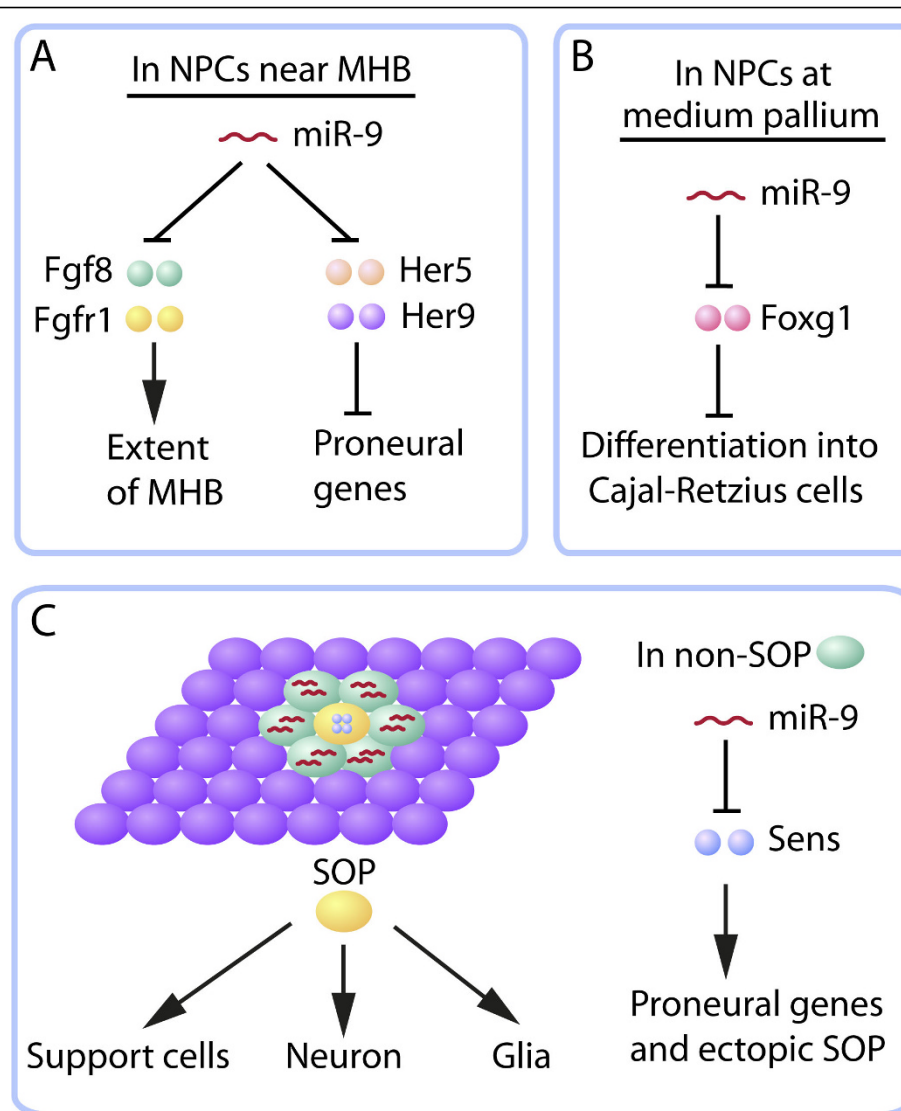 A
In NPCs near MHB
miR-9
Fgf8
Fgfr1
Her5
Her9
Extent
of MHB
Proneural
genes
B
In NPCs at
medium pallium
miR-9
Foxg1
Differentiation into
Cajal-Retzius cells
C
In non-SOP
miR-9
Sens
Proneural genes
and ectopic SOP
SOP
Support cells
Neuron
Glia